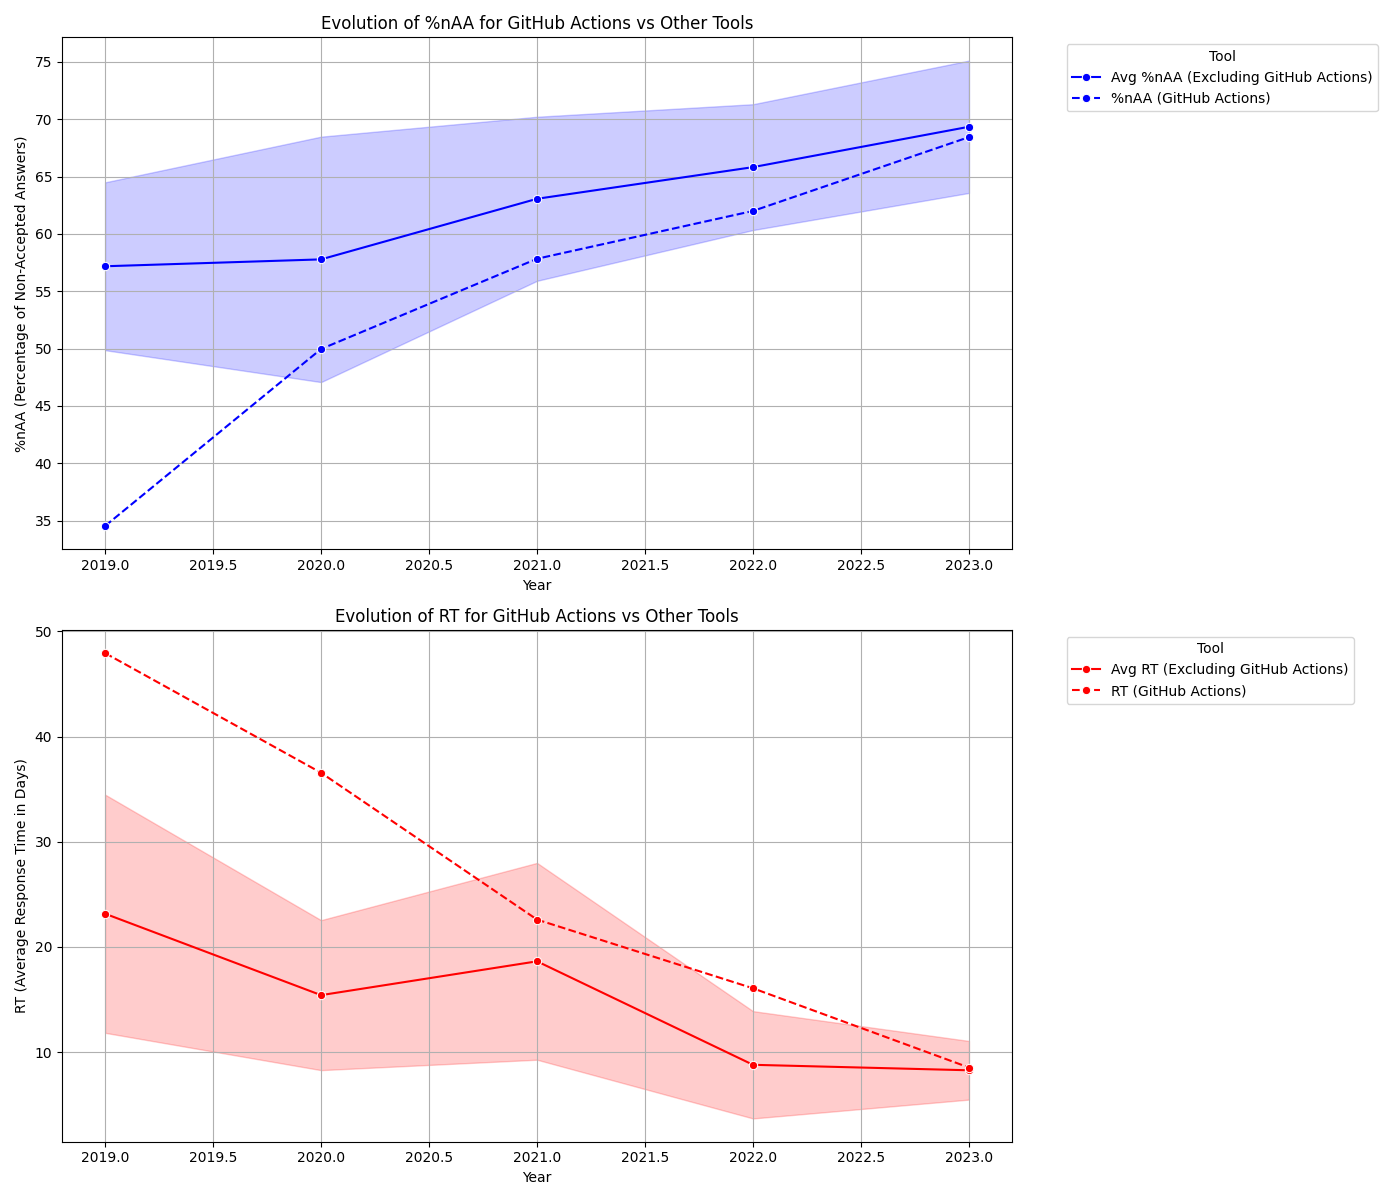 Evolution of %nAA for GitHub Actions vs Other Tools
%nAA (Percentage of Non-Accepted Answers)
75
70
65
60
55
50
45
40
35
2019.0 2019.5 2020.0 2020.5 2021.0 2021.5 2022.0 2022.5 2023.0
Year
Tool
Avg %nAA (Excluding GitHub Actions)
%nAA (GitHub Actions)
Evolution of RT for GitHub Actions vs Other Tools
RT (Average Response Time in Days)
50
40
30
20
10
2019.0 2019.5 2020.0 2020.5 2021.0 2021.5 2022.0 2022.5 2023.0
Year
Tool
Avg RT (Excluding GitHub Actions)
RT (GitHub Actions)